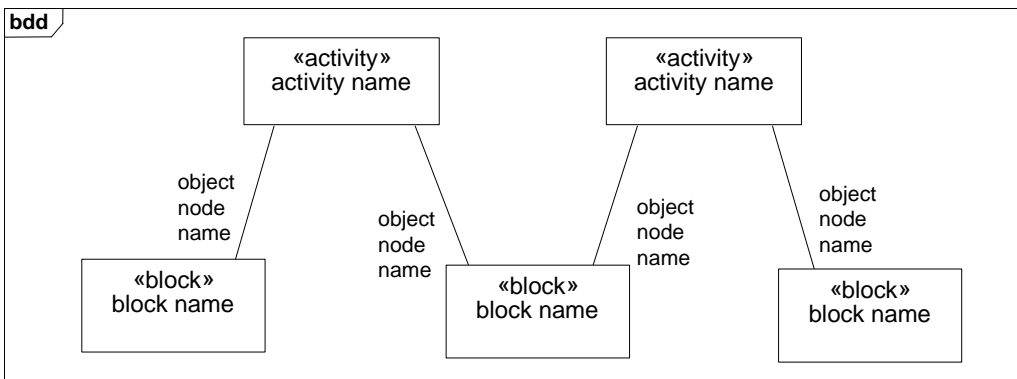 bdd
«activity»
activity name
«activity»
activity name
object
node
name
object
node
name
object
node
name
object
node
name
«block»
block name
«block»
block name
«block»
block name